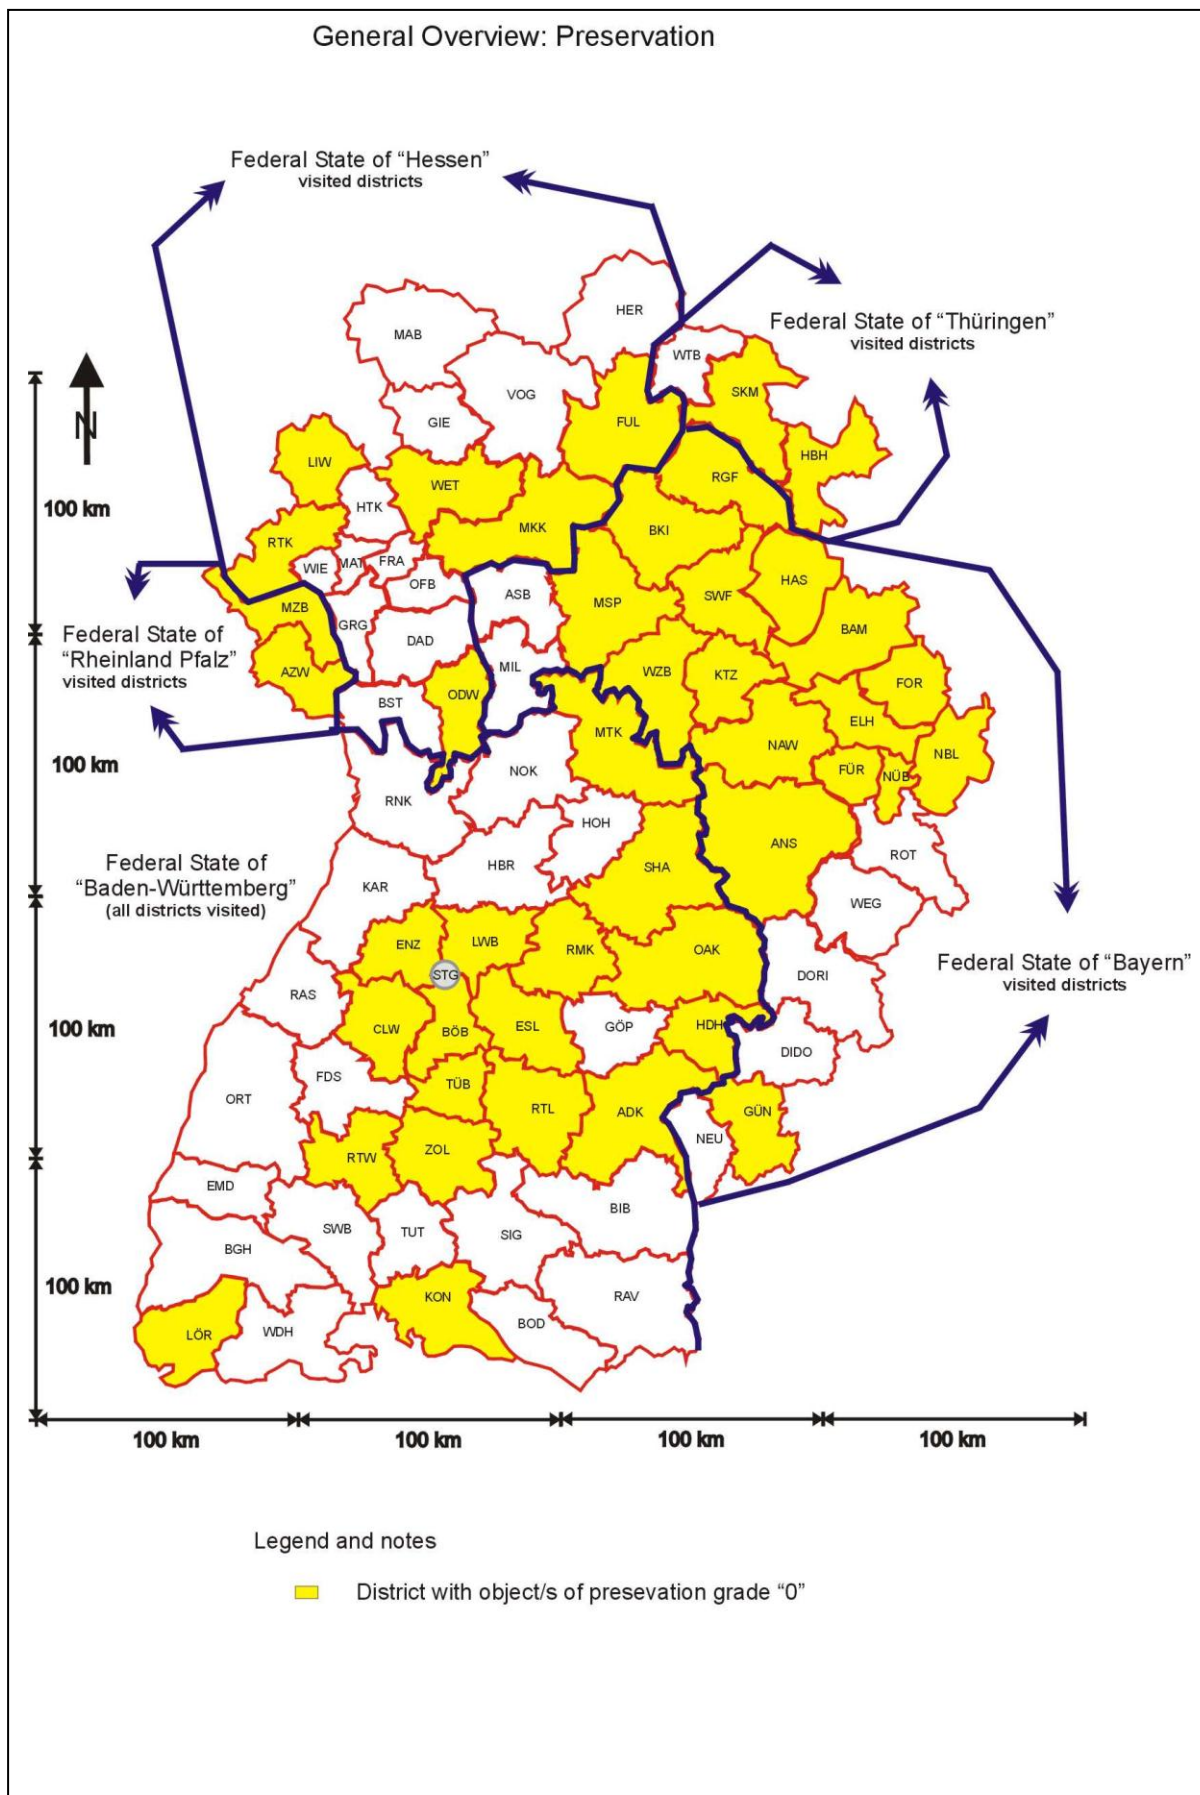 General Overview: Preservation
Federal State of “Hessen”
visited districts
Federal State of “Thüringen”
visited districts
N
HER
MAB
WTB
VOG
SKM
GIE
FUL
HBH
LIW
WET
RGF
HTK
100 km
MKK
BKI
RTK
WIE
MAT
FRA
OFB
ASB
HAS
MZB
MSP
SWF
GRG
DAD
BAM
Federal State of
“Rheinland Pfalz”
visited districts
AZW
MIL
WZB
KTZ
FOR
BST
ODW
ELH
MTK
NAW
NBL
100 km
NOK
FÜR
NÜB
RNK
HOH
ANS
ROT
Federal State of
“Baden-Württemberg”
(all districts visited)
HBR
SHA
KAR
WEG
ENZ
LWB
RMK
OAK
STG
DORI
Federal State of “Bayern”
visited districts
RAS
100 km
CLW
BÖB
ESL
GÖP
HDH
DIDO
FDS
TÜB
ORT
RTL
ADK
GÜN
NEU
RTW
ZOL
EMD
BIB
SWB
TUT
SIG
BGH
100 km
KON
RAV
LÖR
WDH
BOD
100 km
100 km
100 km
100 km
Legend and notes
District with object/s of presevation grade “0”